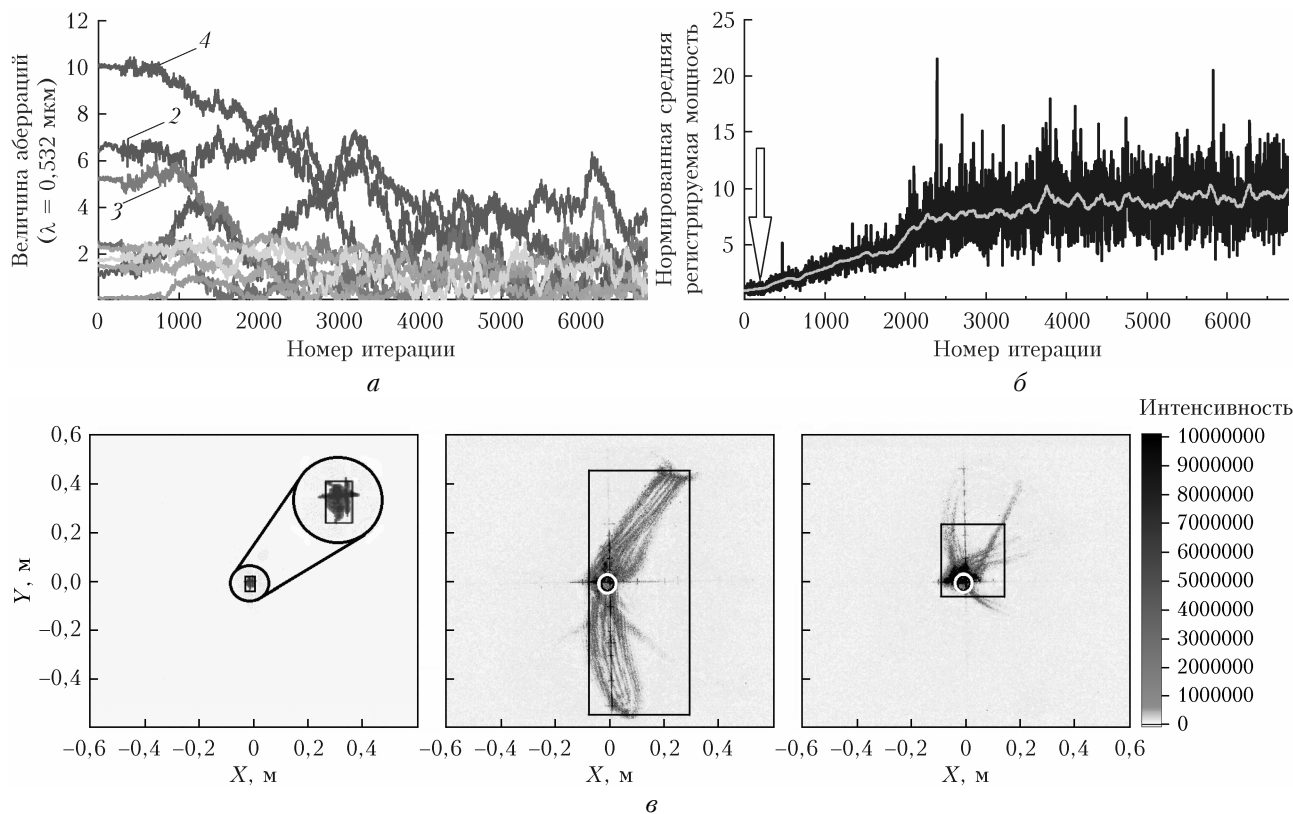 Величина аберраций
(λ = 0,532 мкм)
12
10
8
6
4
2
4
2
3
0
1000
2000
3000
4000
5000
6000
Номер итерации
а
Нормированная средняя
регистрируемая мощность
25
20
15
10
5
0
1000
2000
3000
4000
5000
6000
Номер итерации
б
Y, м
0,6
0,4
0,2
0,0
–0,2
–0,4
–0,6 –0,4 –0,2 0 0,2 0,4
X, м
–0,6 –0,4 –0,2 0 0,2 0,4
X, м
–0,6 –0,4 –0,2 0 0,2 0,4 0,6
X, м
Интенсивность
10000000
9000000
8000000
7000000
6000000
5000000
4000000
3000000
2000000
1000000
0
в